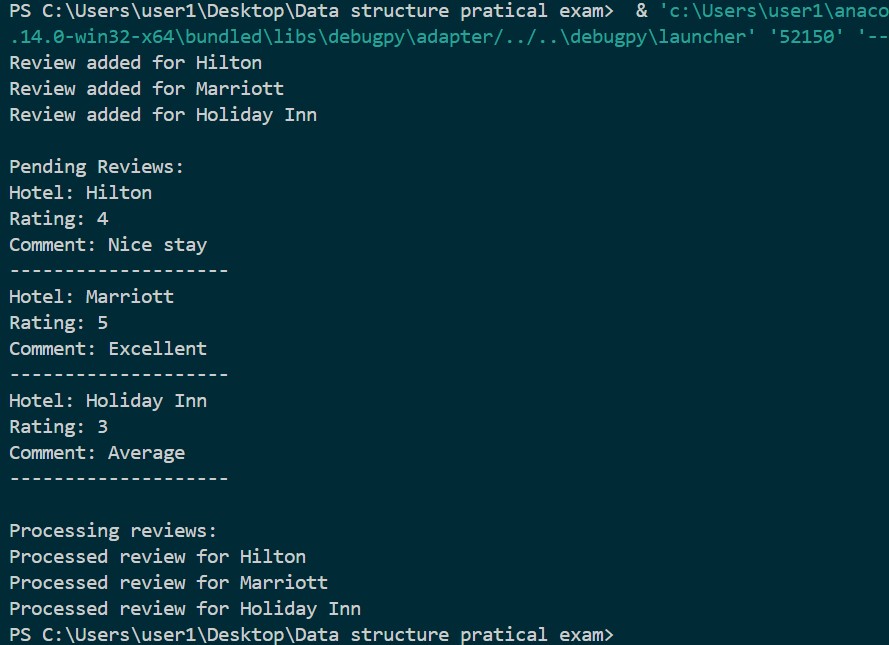 PS C:\Users\user1\Desktop\Data structure pratical exam>  & 'c:\Users\user1\anaco
.14.0-win32-x64\bundled\libs\debugpy\adapter/../..\debugpy\launcher' '52150' '--
Review added for Hilton
Review added for Marriott
Review added for Holiday Inn
Pending Reviews:
Hotel: Hilton
Rating: 4
Comment: Nice stay
--------------------
Hotel: Marriott
Rating: 5
Comment: Excellent
--------------------
Hotel: Holiday Inn
Rating: 3
Comment: Average
--------------------
Processing reviews:
Processed review for Hilton
Processed review for Marriott
Processed review for Holiday Inn
PS C:\Users\user1\Desktop\Data structure pratical exam>